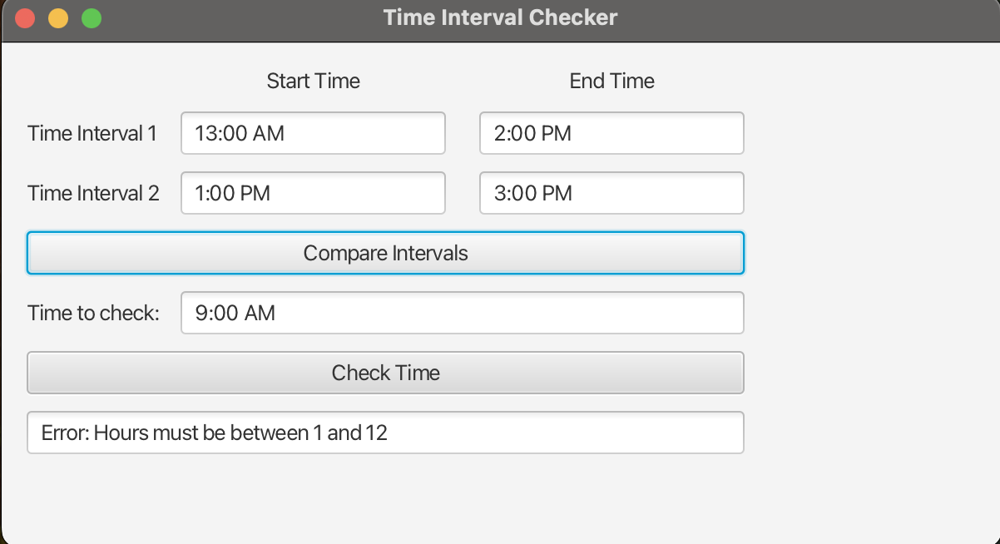 Time Interval Checker
Start Time End Time
Time Interval 1 13:00 AM 2:00 PM
Time Interval 2 1:00 PM 3:00 PM
Compare Intervals
Time to check: 9:00 AM
Check Time
Error: Hours must be between 1 and 12